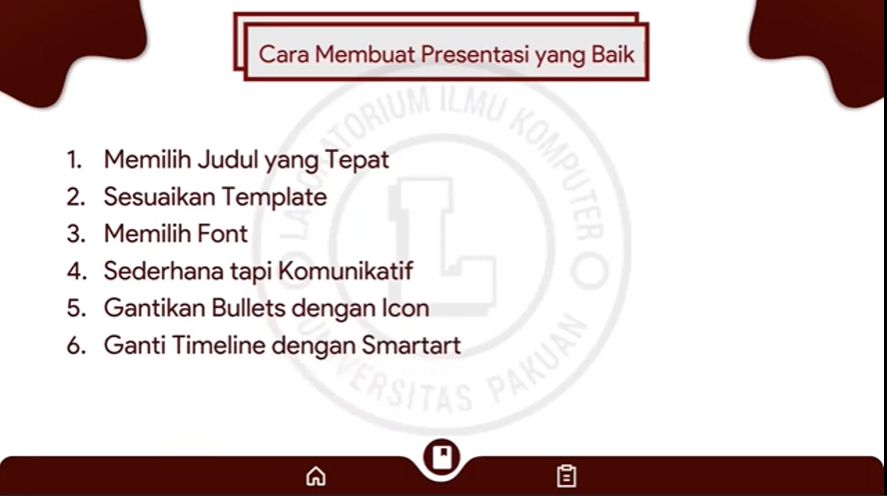 Cara Membuat Presentasi yang Baik
1. Memilih Judul yang Tepat
2. Sesuaikan Template
3. Memilih Font
4. Sederhana tapi Komunikatif
5. Gantikan Bullets dengan Icon
6. Ganti Timeline dengan Smartart
LABORATORIUM ILMU KOMPUTER
UNIVERSITAS PAKUAN
L